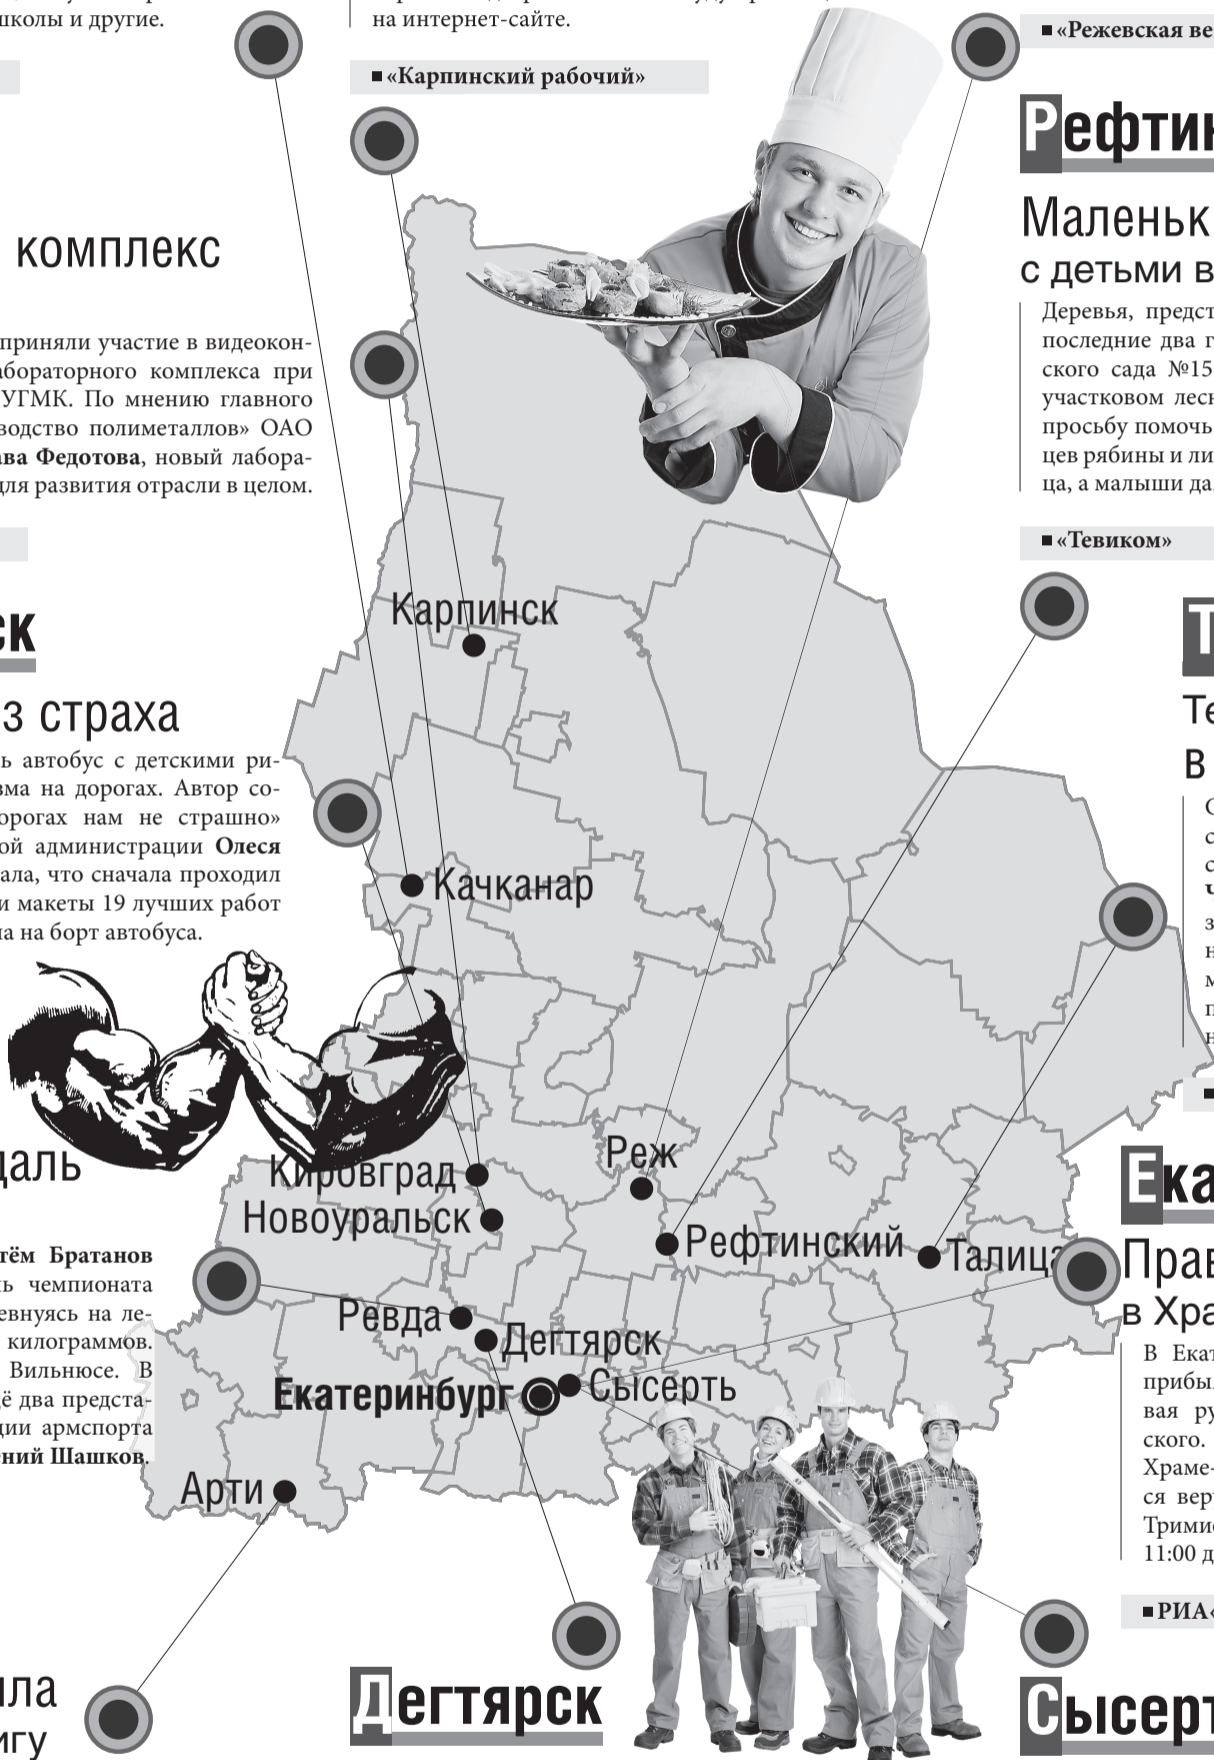 школы и другие.
на интернет-сайте.
«Карпинский рабочий»
комплекс
приняли участие в видеокон-
абораторного комплекса при
УГМК. По мнению главного
водство полиметаллов» ОАО
ава Федотова, новый лабора-
для развития отрасли в целом.
ск
з страха
ь автобус с детскими ри-
зма на дорогах. Автор со-
орогах нам не страшно»
ой администрации Олеся
ала, что сначала проходил
и макеты 19 лучших работ
а на борт автобуса.
даль
тём Братанов
ь чемпионата
ревнуясь на ле-
килограммов.
Вильнюсе. В
ё два предста-
ции армспорта
ений Шашков.
ила
игу
Карпинск
Качканар
Кировград
Новоуральск
Реж
Рефтинский
Талица
Ревда
Дегтярск
Екатеринбург
Сысерть
Арти
Дегтярск
«Режевская ве
Рефтин
Маленьк
с детьми в
Деревья, предст
последние два г
ского сада №15
участковом лесн
просьбу помочь
цев рябины и ли
ца, а малыши да
«Тевиком»
Т
Те
в
Ека
Прав
в Хра
В Екат
прибы
вая ру
ского.
Храме-
ся вер
Трими
11:00 д
РИА«
Сысерт